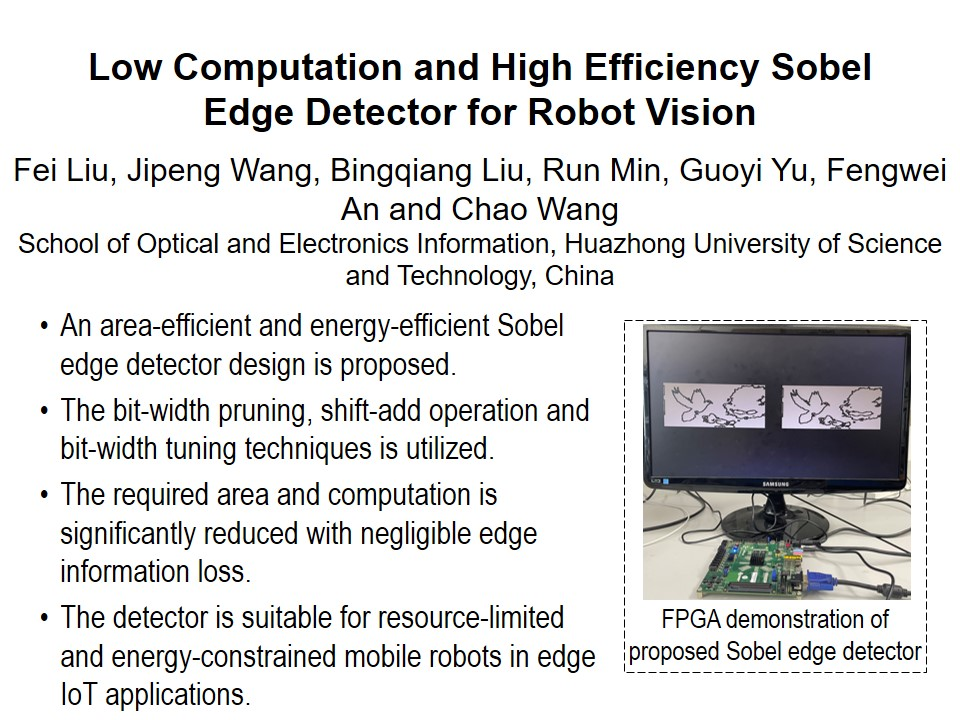 Low Computation and High Efficiency Sobel
Edge Detector for Robot Vision
Fei Liu, Jipeng Wang, Bingqiang Liu, Run Min, Guoyi Yu, Fengwei
An and Chao Wang
School of Optical and Electronics Information, Huazhong University of Science
and Technology, China
• An area-efficient and energy-efficient Sobel
edge detector design is proposed.
• The bit-width pruning, shift-add operation and
bit-width tuning techniques is utilized.
• The required area and computation is
significantly reduced with negligible edge
information loss.
• The detector is suitable for resource-limited
and energy-constrained mobile robots in edge
IoT applications.
SAMSUNG
FPGA demonstration of
proposed Sobel edge detector